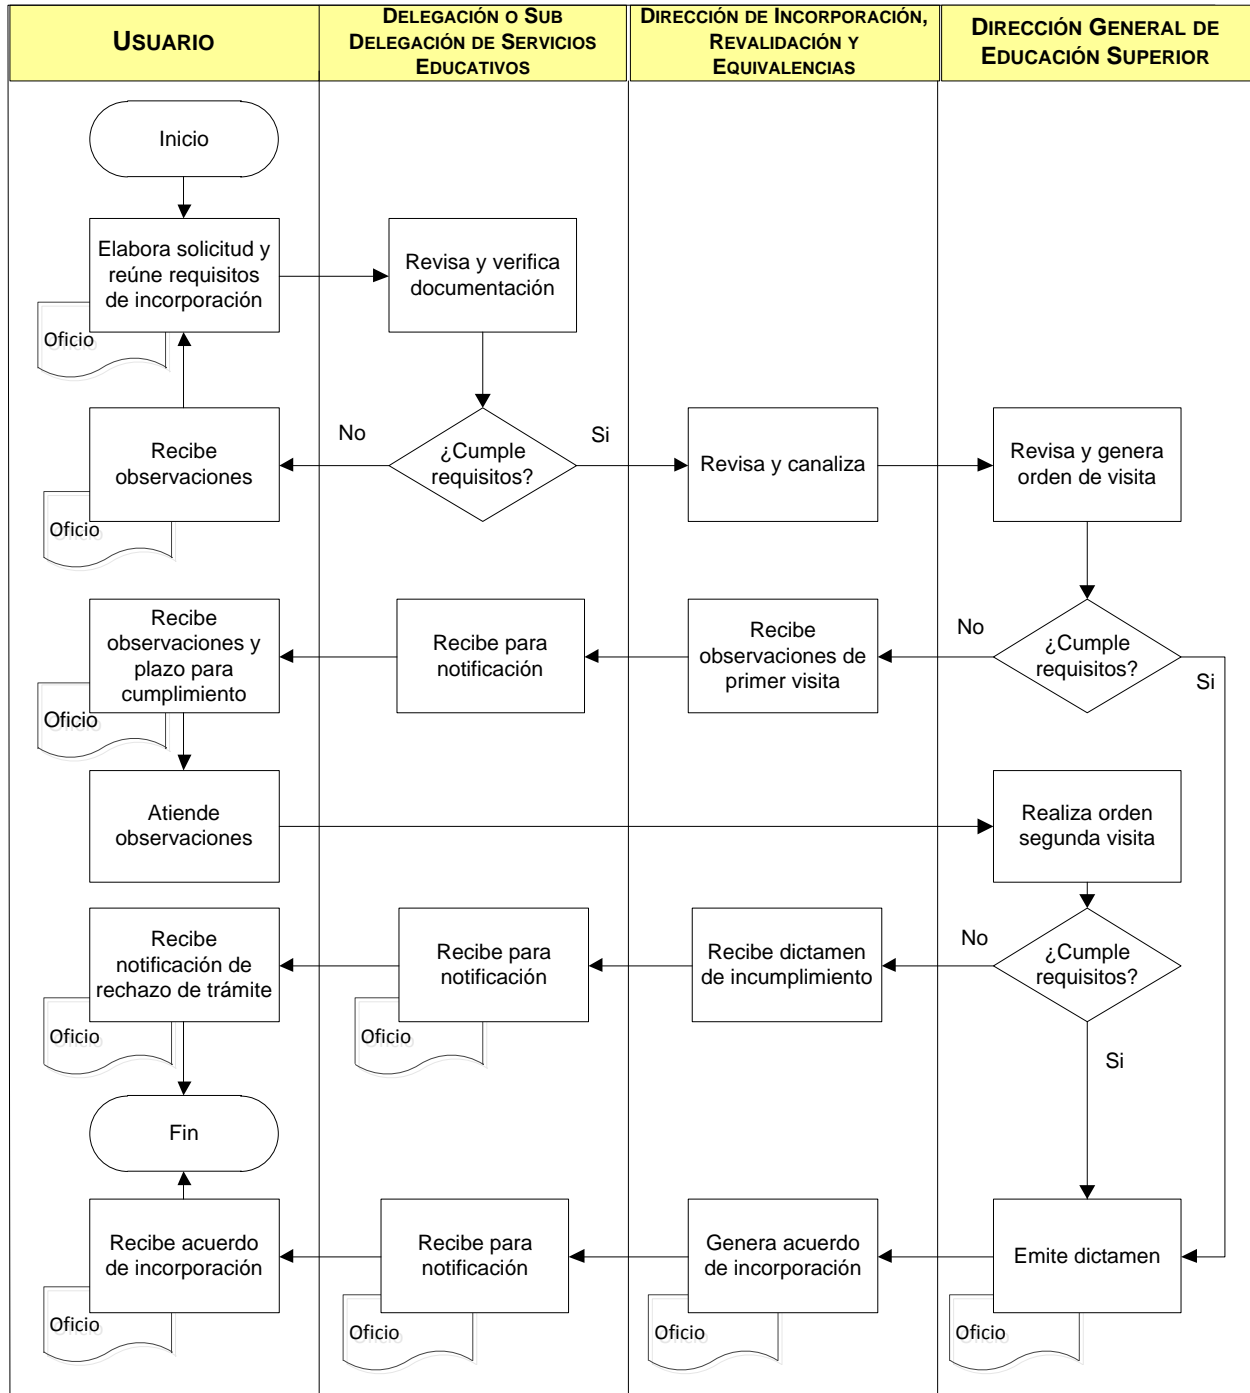 USUARIO
DELEGACIÓN O SUB
DELEGACIÓN DE SERVICIOS
EDUCATIVOS
DIRECCIÓN DE INCORPORACIÓN,
REVALIDACIÓN Y
EQUIVALENCIAS
DIRECCIÓN GENERAL DE
EDUCACIÓN SUPERIOR
Inicio
Elabora solicitud y
reúne requisitos
de incorporación
Oficio
Revisa y verifica
documentación
Recibe
observaciones
Oficio
No
¿Cumple
requisitos?
Si
Revisa y canaliza
Revisa y genera
orden de visita
Recibe
observaciones y
plazo para
cumplimiento
Oficio
Recibe para
notificación
Recibe
observaciones de
primer visita
No
¿Cumple
requisitos?
Si
Atiende
observaciones
Realiza orden
segunda visita
Recibe
notificación de
rechazo de trámite
Oficio
Recibe para
notificación
Oficio
Recibe dictamen
de incumplimiento
No
¿Cumple
requisitos?
Si
Fin
Recibe acuerdo
de incorporación
Oficio
Recibe para
notificación
Oficio
Genera acuerdo
de incorporación
Oficio
Emite dictamen
Oficio